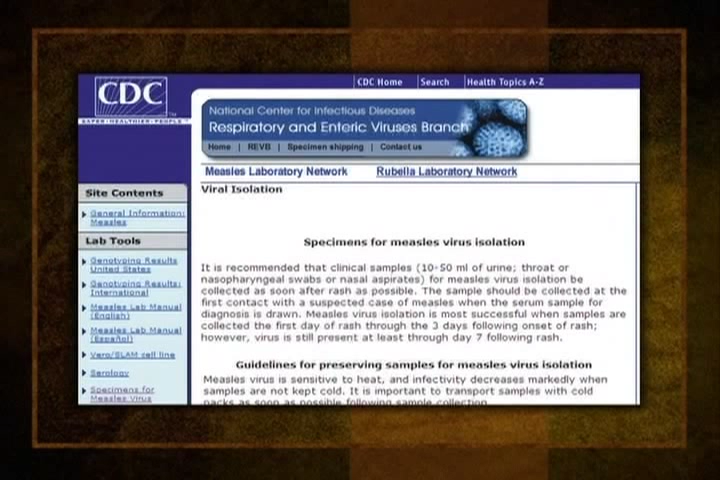 CDC Home | Search | Health Topics A-Z
CDC
TM
SAFER · HEALTHIER · PEOPLE
National Center for Infectious Diseases
Respiratory and Enteric Viruses Branch
Home | REVB | Specimen shipping | Contact us
Measles Laboratory Network Rubella Laboratory Network
Site Contents
General Information:
Measles
Lab Tools
Genotyping Results
United States
Genotyping Results:
International
Measles Lab Manual
(English)
Measles Lab Manual
(Español)
Vero/SLAM cell line
Serology
Specimens for
Measles Virus
Viral Isolation
Specimens for measles virus isolation
It is recommended that clinical samples (10-50 ml of urine; throat or
nasopharyngeal swabs or nasal aspirates) for measles virus isolation be
collected as soon after rash as possible. The sample should be collected at the
first contact with a suspected case of measles when the serum sample for
diagnosis is drawn. Measles virus isolation is most successful when samples are
collected the first day of rash through the 3 days following onset of rash;
however, virus is still present at least through day 7 following rash.
Guidelines for preserving samples for measles virus isolation
Measles virus is sensitive to heat, and infectivity decreases markedly when
samples are not kept cold. It is important to transport samples with cold
packs as soon as possible following sample collection.